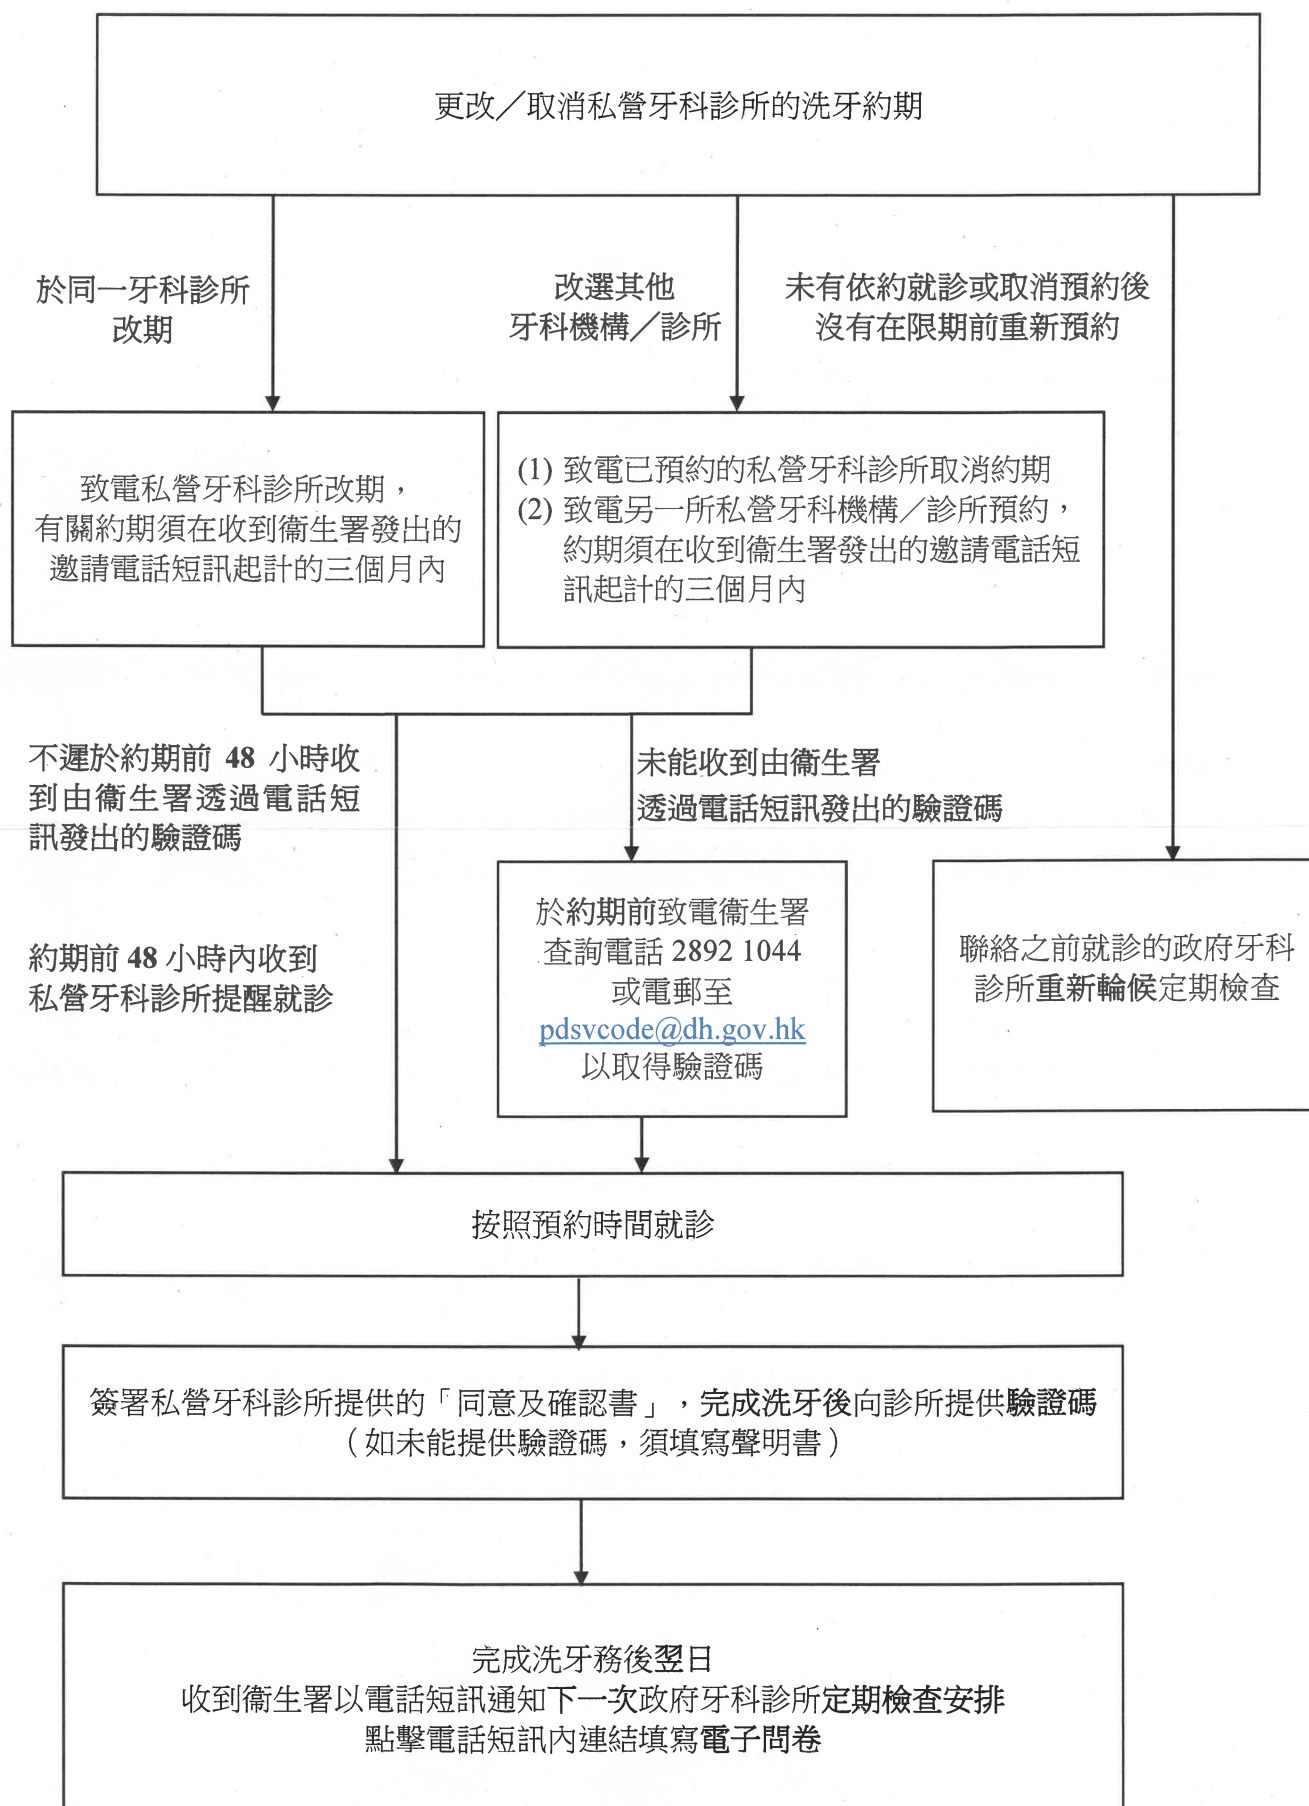 更改／取消私營牙科診所的洗牙約期
於同一牙科診所
改期
改選其他
牙科機構／診所
未有依約就診或取消預約後
沒有在限期前重新預約
致電私營牙科診所改期，
有關約期須在收到衞生署發出的
邀請電話短訊起計的三個月內
(1) 致電已預約的私營牙科診所取消約期
(2) 致電另一所私營牙科機構／診所預約，
約期須在收到衞生署發出的邀請電話短
訊起計的三個月內
不遲於約期前 48 小時收
到由衞生署透過電話短
訊發出的驗證碼
未能收到由衞生署
透過電話短訊發出的驗證碼
約期前 48 小時內收到
私營牙科診所提醒就診
於約期前致電衞生署
查詢電話 2892 1044
或電郵至
pdsvcode@dh.gov.hk
以取得驗證碼
聯絡之前就診的政府牙科
診所重新輪候定期檢查
按照預約時間就診
簽署私營牙科診所提供的「同意及確認書」，完成洗牙後向診所提供驗證碼
（如未能提供驗證碼，須填寫聲明書）
完成洗牙務後翌日
收到衞生署以電話短訊通知下一次政府牙科診所定期檢查安排
點擊電話短訊內連結填寫電子問卷